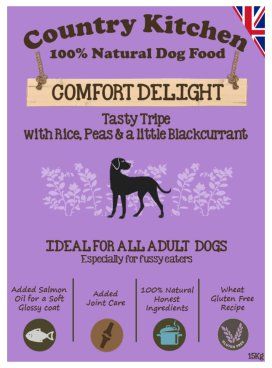 Country Kitchen
100% Natural Dog Food
COMFORT DELIGHT
Tasty Tripe
with Rice, Peas & a little Blackcurrant
IDEAL FOR ALL ADULT DOGS
Especially for fussy eaters
Added Salmon
Oil for a Soft
Glossy coat
Added
Joint Care
100% Natural
Honest
Ingredients
Wheat
Gluten Free
Recipe
GLUTEN FREE
15Kg